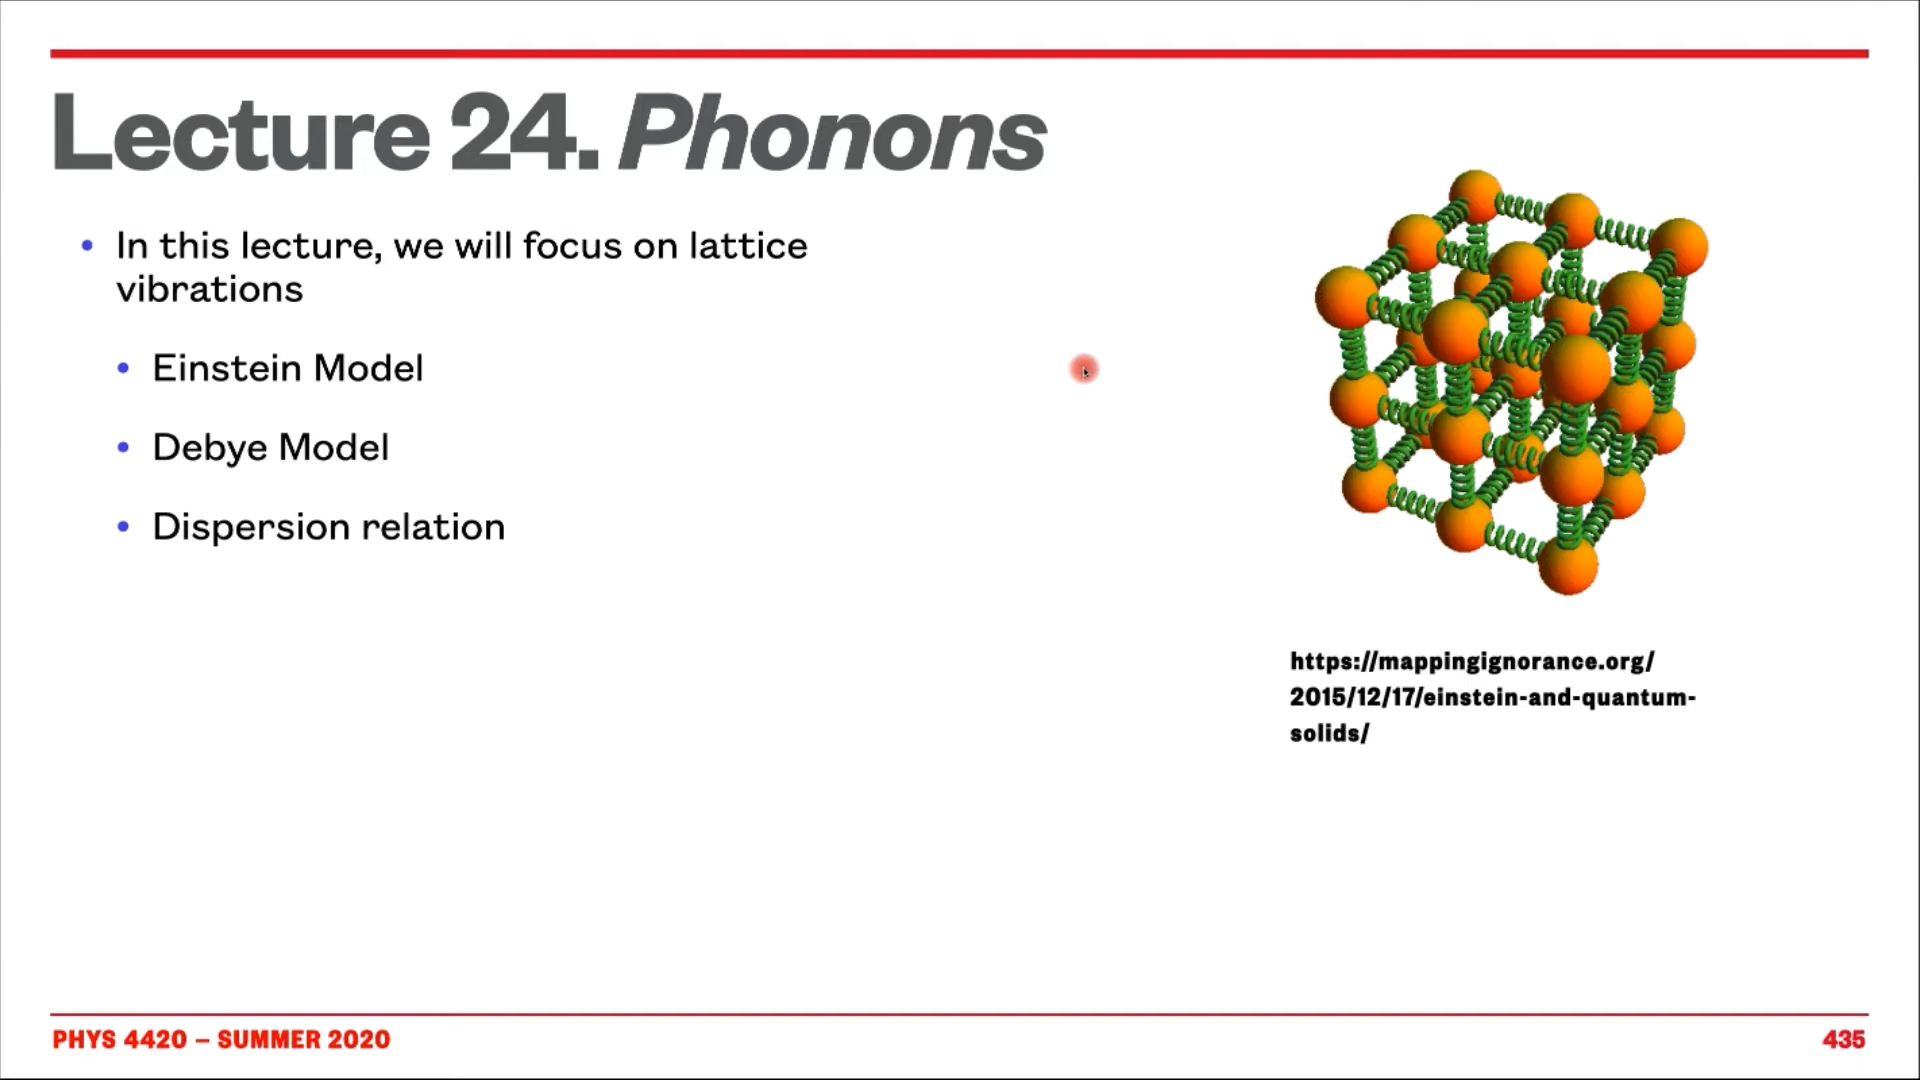 Lecture 24. Phonons
• In this lecture, we will focus on lattice
vibrations
• Einstein Model
• Debye Model
• Dispersion relation
https://mappingignorance.org/
2015/12/17/einstein-and-quantum-
solids/
PHYS 4420 – SUMMER 2020
435